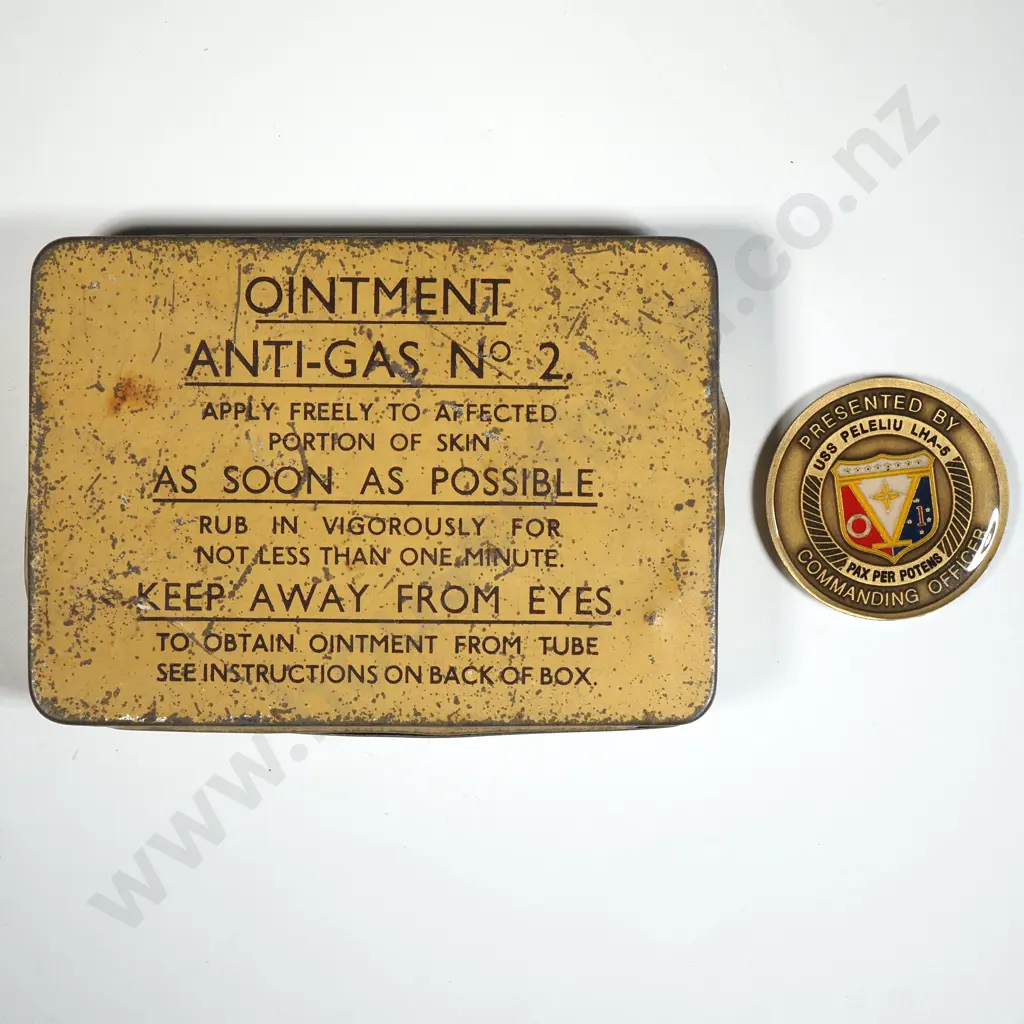 OINTMENT
ANTI-GAS Nº 2.
APPLY FREELY TO AFFECTED
PORTION OF SKIN
AS SOON AS POSSIBLE.
RUB IN VIGOROUSLY FOR
NOT LESS THAN ONE MINUTE.
KEEP AWAY FROM EYES.
TO OBTAIN OINTMENT FROM TUBE
SEE INSTRUCTIONS ON BACK OF BOX.
PRESENTED BY
USS PELELIU LHA-5
1
PAX PER POTENS
COMMANDING OFFICER